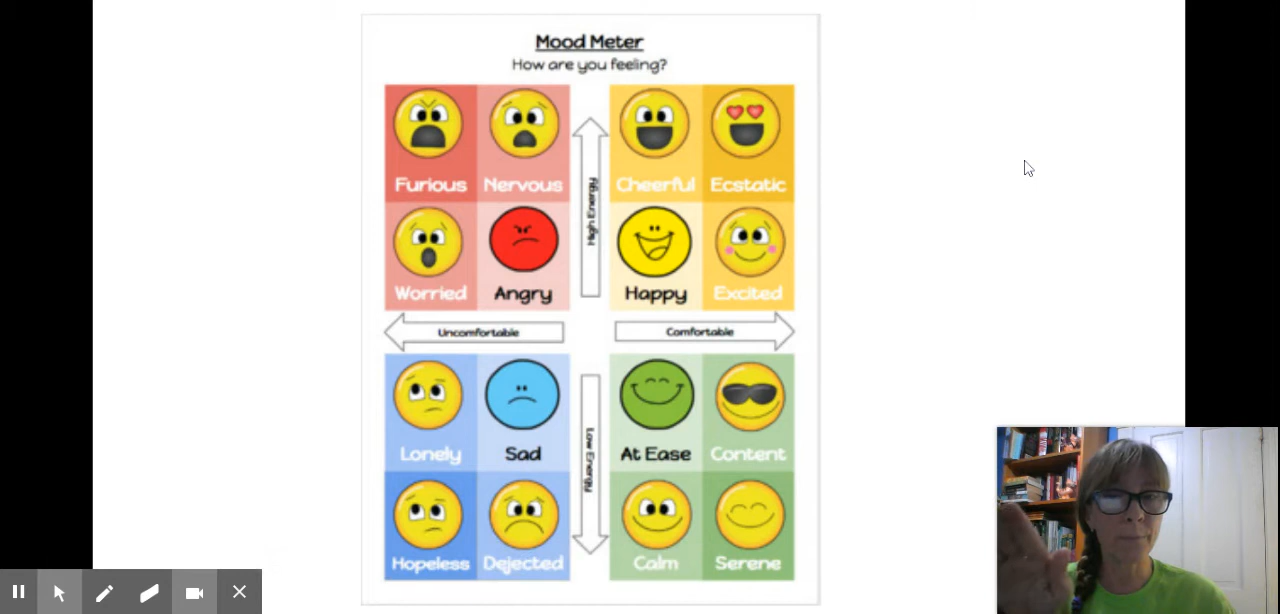 Mood Meter
How are you feeling?
Furious Nervous
Cheerful Ecstatic
High Energy
Worried Angry
Happy Excited
Uncomfortable
Comfortable
Lonely Sad
At Ease Content
Low Energy
Hopeless Dejected
Calm Serene